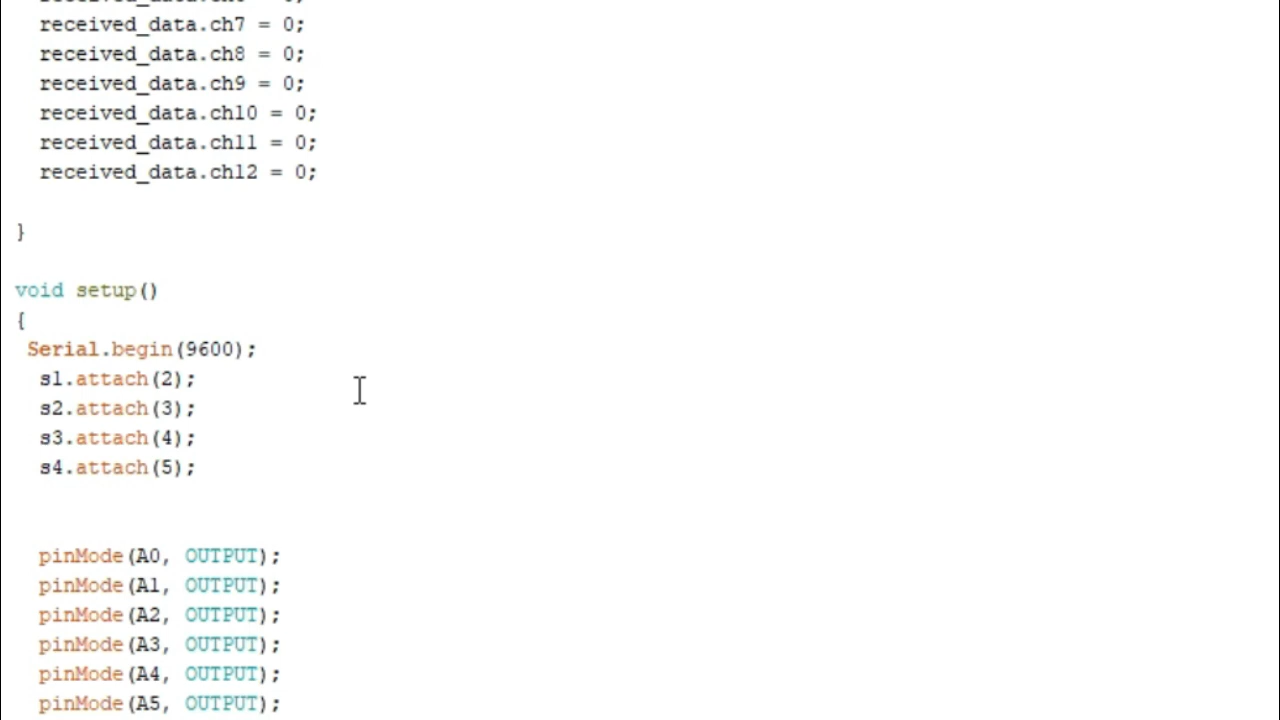 received_data.ch7 = 0;
received_data.ch8 = 0;
received_data.ch9 = 0;
received_data.ch10 = 0;
received_data.ch11 = 0;
received_data.ch12 = 0;
}
void setup()
{
Serial.begin(9600);
s1.attach(2);
s2.attach(3);
s3.attach(4);
s4.attach(5);
pinMode(A0, OUTPUT);
pinMode(A1, OUTPUT);
pinMode(A2, OUTPUT);
pinMode(A3, OUTPUT);
pinMode(A4, OUTPUT);
pinMode(A5, OUTPUT);